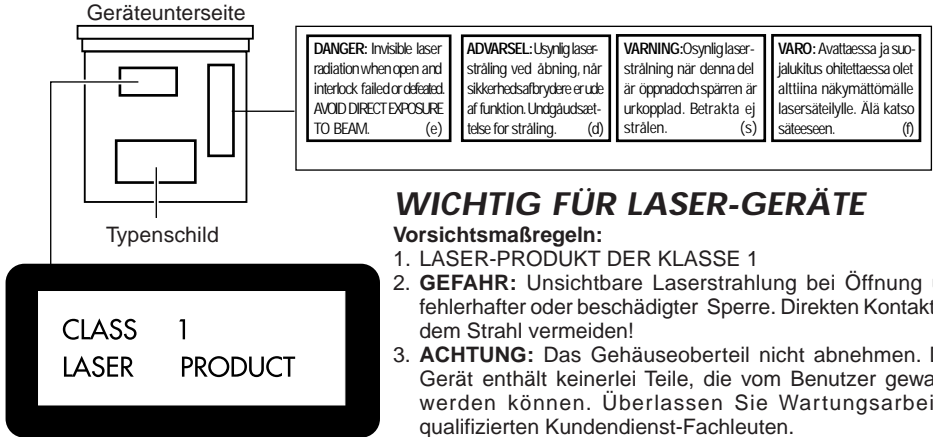 Geräteunterseite
DANGER: Invisible laser
radiation when open and
interlock failed or defeated.
AVOID DIRECT EXPOSURE
TO BEAM. (e)
ADVARSEL: Usynlig laser-
stråling ved åbning, når
sikkerhedsafbrydere er ude
af funktion. Undgå udsæt-
telse for stråling. (d)
VARNING: Osynlig laser-
strålning när denna del
är öppnad och spärren är
urkopplad. Betrakta ej
strålen. (s)
VARO: Avattaessa ja suo-
jalukitus ohitettaessa olet
alttiina näkymättömälle
lasersäteilylle. Älä katso
säteeseen. (f)
Typenschild
CLASS 1
LASER PRODUCT
WICHTIG FÜR LASER-GERÄTE
Vorsichtsmaßregeln:
1. LASER-PRODUKT DER KLASSE 1
2. GEFAHR: Unsichtbare Laserstrahlung bei Öffnung
fehlerhafter oder beschädigter Sperre. Direkten Kontakt
dem Strahl vermeiden!
3. ACHTUNG: Das Gehäuseoberteil nicht abnehmen.
Gerät enthält keinerlei Teile, die vom Benutzer gewa
werden können. Überlassen Sie Wartungsarbei
qualifizierten Kundendienst-Fachleuten.